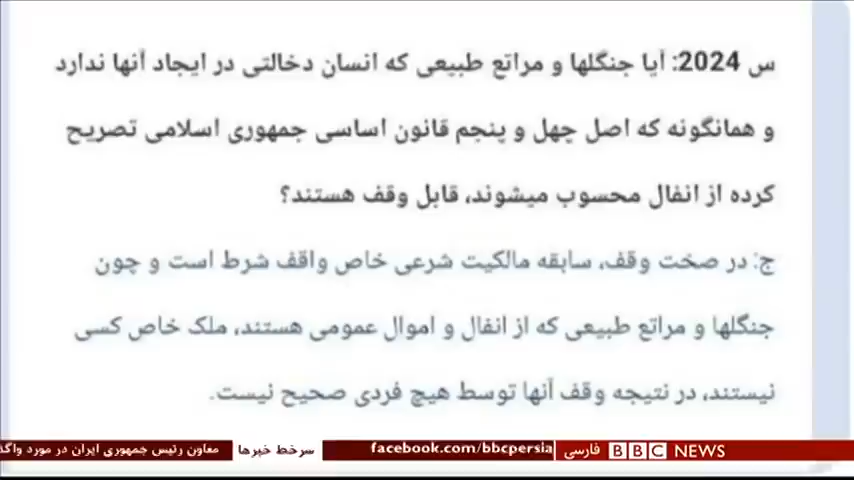 س 2024: آیا جنگلها و مراتع طبیعی که انسان دخالتی در ایجاد آنها ندارد
و همانگونه که اصل چهل و پنجم قانون اساسی جمهوری اسلامی تصریح
کرده از انفال محسوب میشوند، قابل وقف هستند؟
ج: در صخت وقف، سابقه مالکیت شرعی خاص واقف شرط است و چون
جنگلها و مراتع طبیعی که از انفال و اموال عمومی هستند، ملک خاص کسی
نیستند، در نتیجه وقف آنها توسط هیچ فردی صحیح نیست.
BBC NEWS فارسی facebook.com/bbcpersia سرخط خبرها معاون رئیس جمهوری ایران در مورد